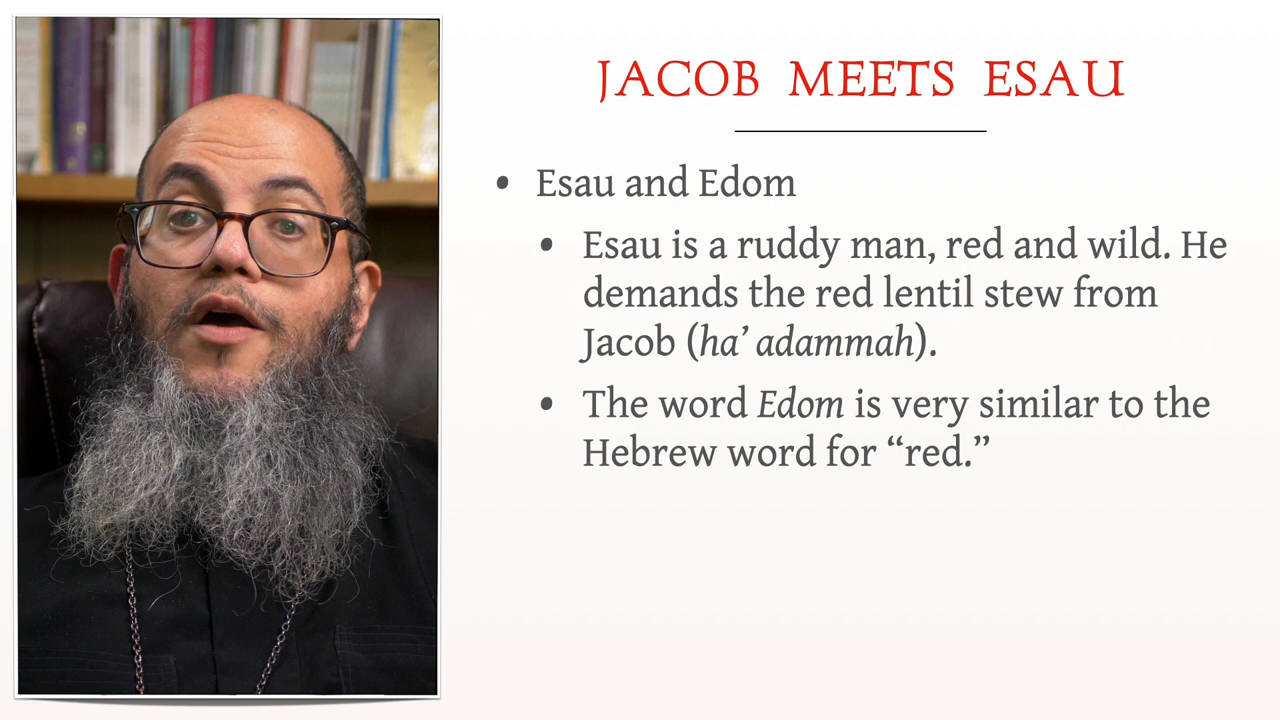 JACOB MEETS ESAU
• Esau and Edom
• Esau is a ruddy man, red and wild. He
demands the red lentil stew from
Jacob (ha’ adammah).
• The word Edom is very similar to the
Hebrew word for “red.”